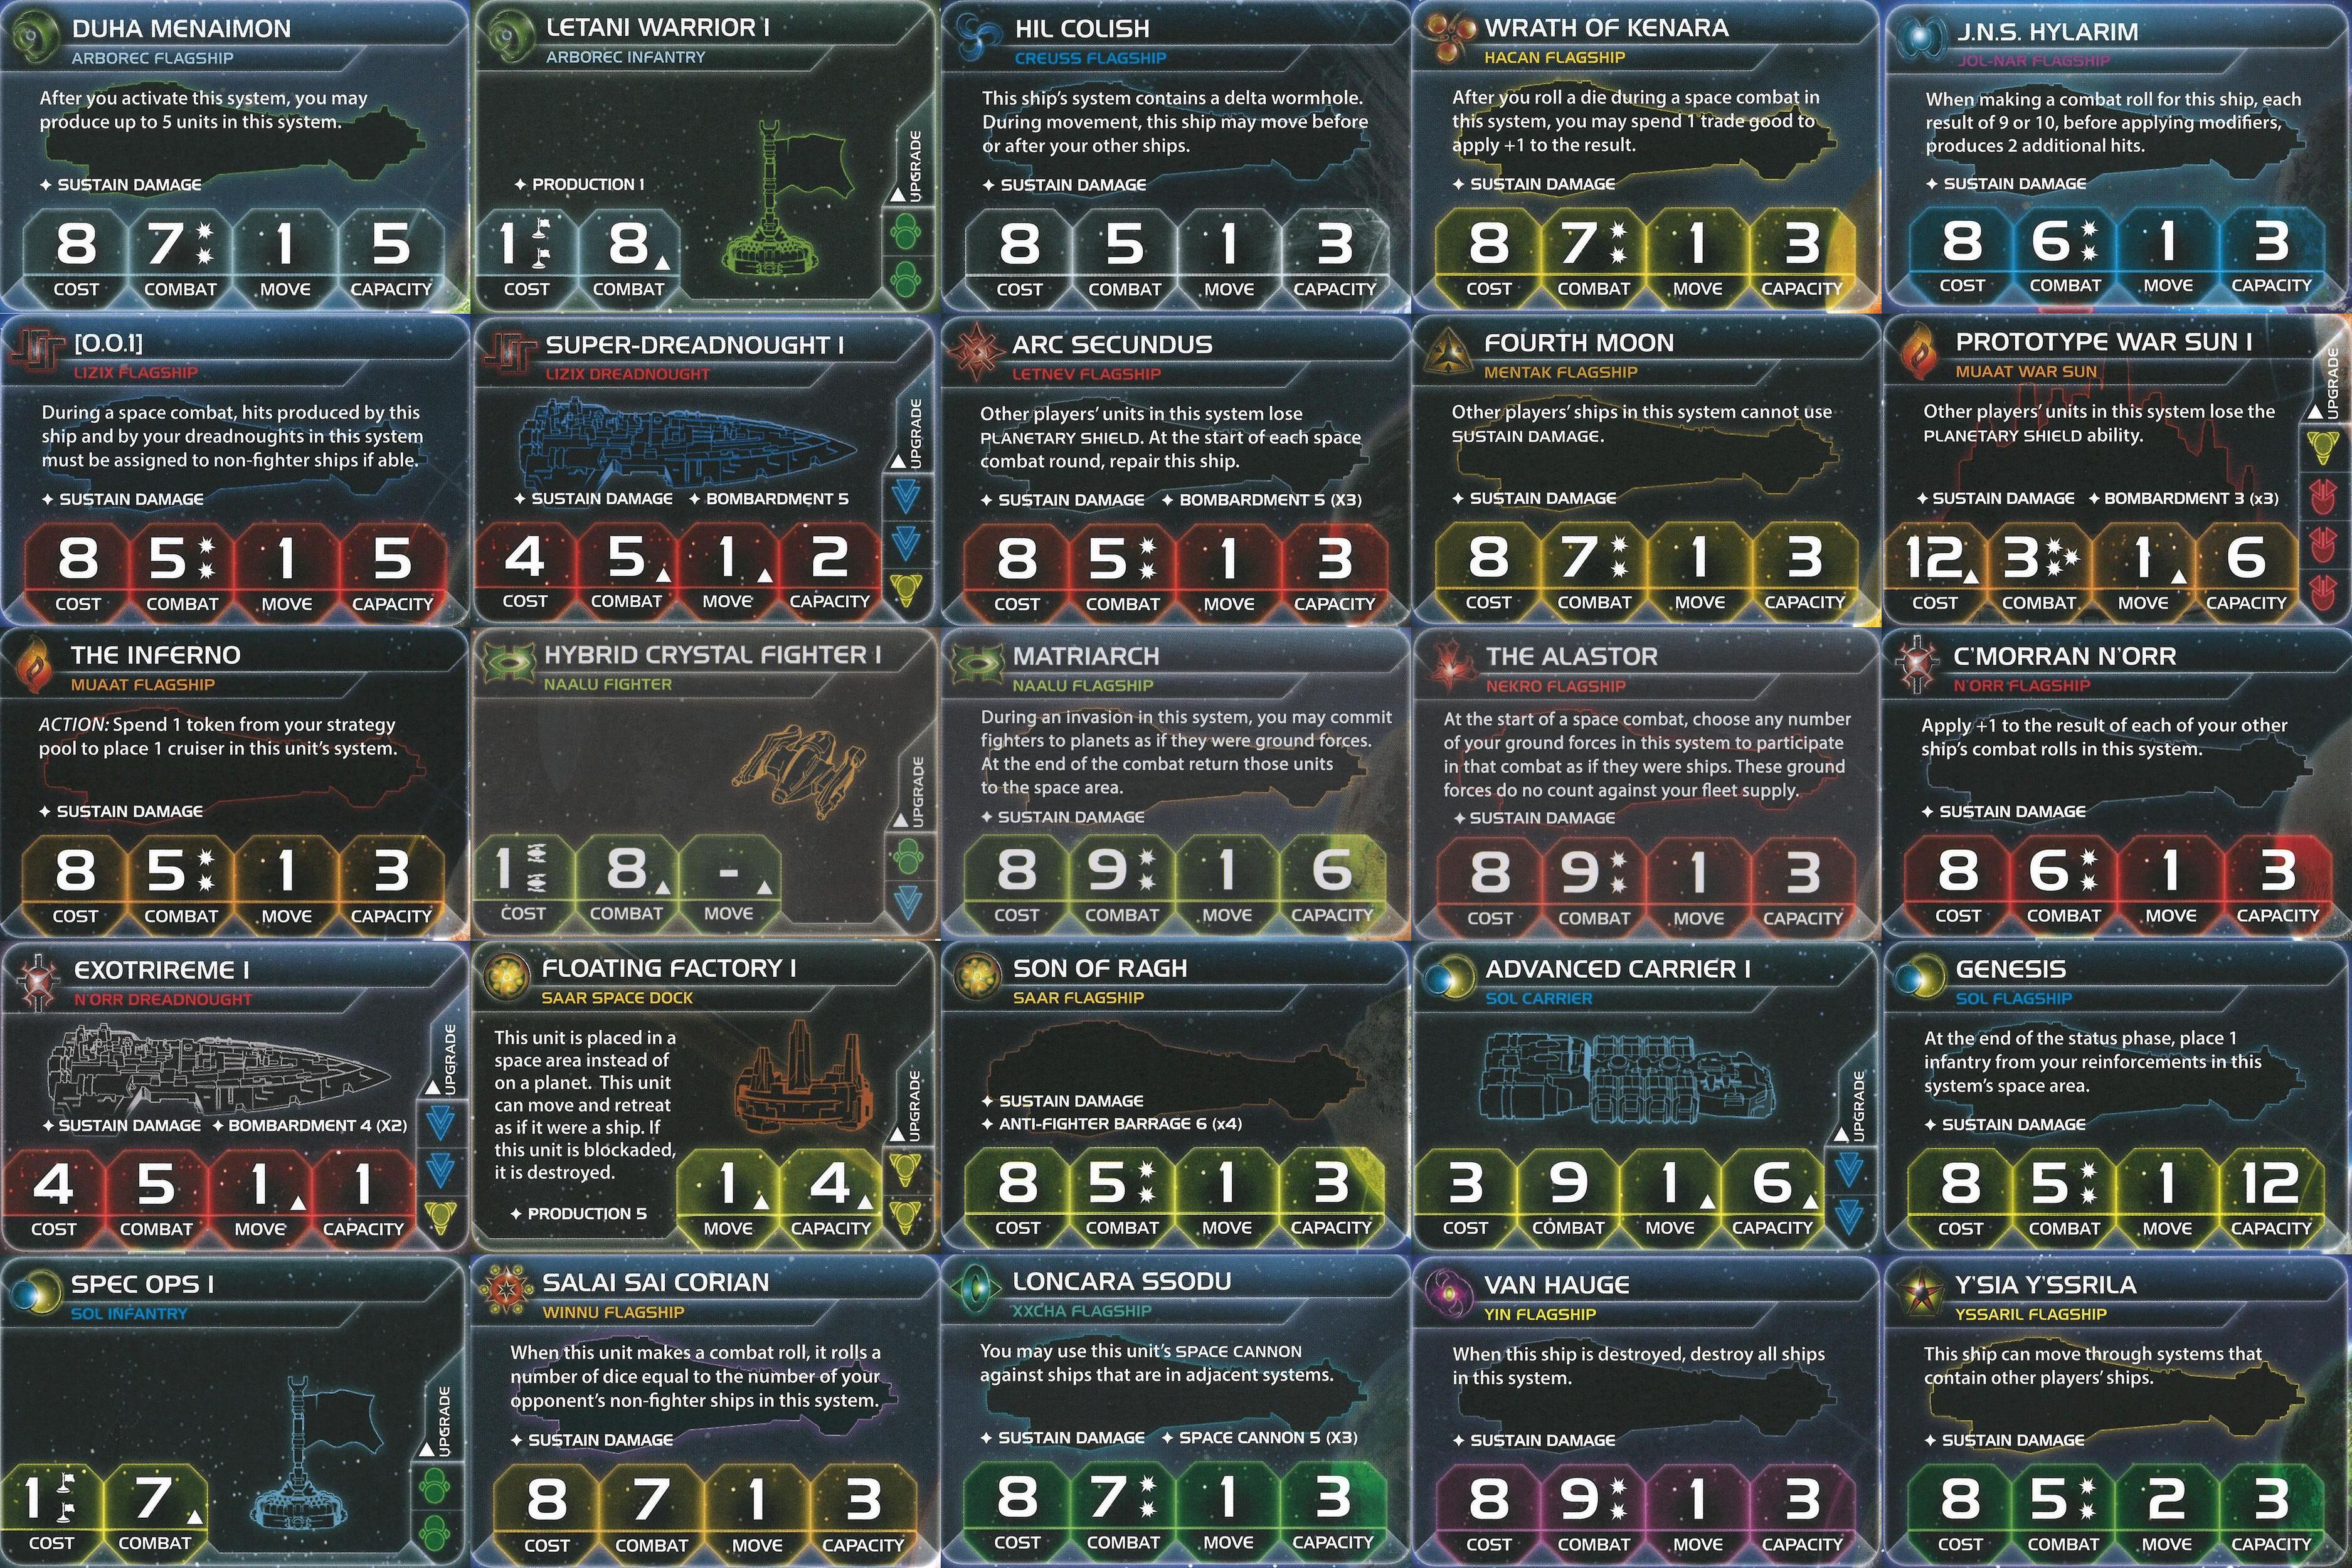 DUHA MENAIMON
ARBOREC FLAGSHIP
After you activate this system, you may
produce up to 5 units in this system.
✦ SUSTAIN DAMAGE
8 7 1 5
COST COMBAT MOVE CAPACITY
LETANI WARRIOR I
ARBOREC INFANTRY
✦ PRODUCTION 1
UPGRADE
1 8
COST COMBAT
HIL COLISH
CREUSS FLAGSHIP
This ship's system contains a delta wormhole.
During movement, this ship may move before
or after your other ships.
✦ SUSTAIN DAMAGE
8 5 1 3
COST COMBAT MOVE CAPACITY
WRATH OF KENARA
HACAN FLAGSHIP
After you roll a die during a space combat in
this system, you may spend 1 trade good to
apply +1 to the result.
✦ SUSTAIN DAMAGE
8 7 1 3
COST COMBAT MOVE CAPACITY
J.N.S. HYLARIM
JOL-NAR FLAGSHIP
When making a combat roll for this ship, each
result of 9 or 10, before applying modifiers,
produces 2 additional hits.
✦ SUSTAIN DAMAGE
8 6 1 3
COST COMBAT MOVE CAPACITY
[0.0.1]
LIZIX FLAGSHIP
During a space combat, hits produced by this
ship and by your dreadnoughts in this system
must be assigned to non-fighter ships if able.
✦ SUSTAIN DAMAGE
8 5 1 5
COST COMBAT MOVE CAPACITY
SUPER-DREADNOUGHT I
LIZIX DREADNOUGHT
✦ SUSTAIN DAMAGE ✦ BOMBARDMENT 5
UPGRADE
4 5 1 2
COST COMBAT MOVE CAPACITY
ARC SECUNDUS
LETNEV FLAGSHIP
Other players' units in this system lose
PLANETARY SHIELD. At the start of each space
combat round, repair this ship.
✦ SUSTAIN DAMAGE ✦ BOMBARDMENT 5 (X3)
8 5 1 3
COST COMBAT MOVE CAPACITY
FOURTH MOON
MENTAK FLAGSHIP
Other players' ships in this system cannot use
SUSTAIN DAMAGE.
✦ SUSTAIN DAMAGE
8 7 1 3
COST COMBAT MOVE CAPACITY
PROTOTYPE WAR SUN I
MUAAT WAR SUN
Other players' units in this system lose the
PLANETARY SHIELD ability.
✦ SUSTAIN DAMAGE ✦ BOMBARDMENT 3 (x3)
UPGRADE
12 3 1 6
COST COMBAT MOVE CAPACITY
THE INFERNO
MUAAT FLAGSHIP
ACTION: Spend 1 token from your strategy
pool to place 1 cruiser in this unit's system.
✦ SUSTAIN DAMAGE
8 5 1 3
COST COMBAT MOVE CAPACITY
HYBRID CRYSTAL FIGHTER I
NAALU FIGHTER
UPGRADE
1 8 -
COST COMBAT MOVE
MATRIARCH
NAALU FLAGSHIP
During an invasion in this system, you may commit
fighters to planets as if they were ground forces.
At the end of the combat return those units
to the space area.
✦ SUSTAIN DAMAGE
8 9 1 6
COST COMBAT MOVE CAPACITY
THE ALASTOR
NEKRO FLAGSHIP
At the start of a space combat, choose any number
of your ground forces in this system to participate
in that combat as if they were ships. These ground
forces do no count against your fleet supply.
✦ SUSTAIN DAMAGE
8 9 1 3
COST COMBAT MOVE CAPACITY
C'MORRAN N'ORR
N'ORR FLAGSHIP
Apply +1 to the result of each of your other
ship's combat rolls in this system.
✦ SUSTAIN DAMAGE
8 6 1 3
COST COMBAT MOVE CAPACITY
EXOTRIREME I
N'ORR DREADNOUGHT
✦ SUSTAIN DAMAGE ✦ BOMBARDMENT 4 (X2)
UPGRADE
4 5 1 1
COST COMBAT MOVE CAPACITY
FLOATING FACTORY I
SAAR SPACE DOCK
This unit is placed in a
space area instead of
on a planet. This unit
can move and retreat
as if it were a ship. If
this unit is blockaded,
it is destroyed.
✦ PRODUCTION 5
UPGRADE
1 4
MOVE CAPACITY
SON OF RAGH
SAAR FLAGSHIP
✦ SUSTAIN DAMAGE
✦ ANTI-FIGHTER BARRAGE 6 (x4)
8 5 1 3
COST COMBAT MOVE CAPACITY
ADVANCED CARRIER I
SOL CARRIER
UPGRADE
3 9 1 6
COST COMBAT MOVE CAPACITY
GENESIS
SOL FLAGSHIP
At the end of the status phase, place 1
infantry from your reinforcements in this
system's space area.
✦ SUSTAIN DAMAGE
8 5 1 12
COST COMBAT MOVE CAPACITY
SPEC OPS I
SOL INFANTRY
UPGRADE
1 7
COST COMBAT
SALAI SAI CORIAN
WINNU FLAGSHIP
When this unit makes a combat roll, it rolls a
number of dice equal to the number of your
opponent's non-fighter ships in this system.
✦ SUSTAIN DAMAGE
8 7 1 3
COST COMBAT MOVE CAPACITY
LONCARA SSODU
XXCHA FLAGSHIP
You may use this unit's SPACE CANNON
against ships that are in adjacent systems.
✦ SUSTAIN DAMAGE ✦ SPACE CANNON 5 (X3)
8 7 1 3
COST COMBAT MOVE CAPACITY
VAN HAUGE
YIN FLAGSHIP
When this ship is destroyed, destroy all ships
in this system.
✦ SUSTAIN DAMAGE
8 9 1 3
COST COMBAT MOVE CAPACITY
Y'SIA Y'SSRILA
YSSARIL FLAGSHIP
This ship can move through systems that
contain other players' ships.
✦ SUSTAIN DAMAGE
8 5 2 3
COST COMBAT MOVE CAPACITY